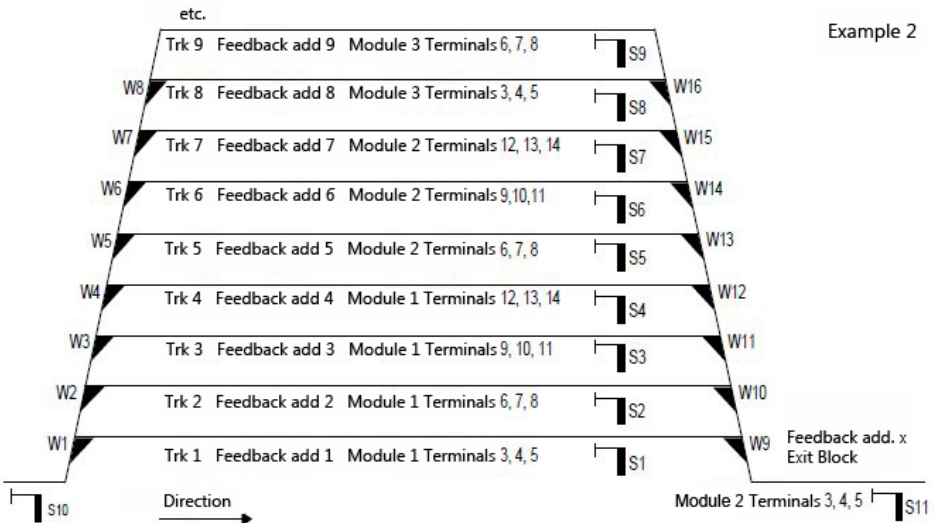 etc.
Example 2
Trk 9 Feedback add 9 Module 3 Terminals 6, 7, 8
S9
W8
W16
Trk 8 Feedback add 8 Module 3 Terminals 3, 4, 5
S8
W7
W15
Trk 7 Feedback add 7 Module 2 Terminals 12, 13, 14
S7
W6
W14
Trk 6 Feedback add 6 Module 2 Terminals 9,10,11
S6
W5
W13
Trk 5 Feedback add 5 Module 2 Terminals 6, 7, 8
S5
W4
W12
Trk 4 Feedback add 4 Module 1 Terminals 12, 13, 14
S4
W3
W11
Trk 3 Feedback add 3 Module 1 Terminals 9, 10, 11
S3
W2
W10
Trk 2 Feedback add 2 Module 1 Terminals 6, 7, 8
S2
W1
W9
Feedback add. x
Exit Block
Trk 1 Feedback add 1 Module 1 Terminals 3, 4, 5
S1
S10
Direction
Module 2 Terminals 3, 4, 5
S11